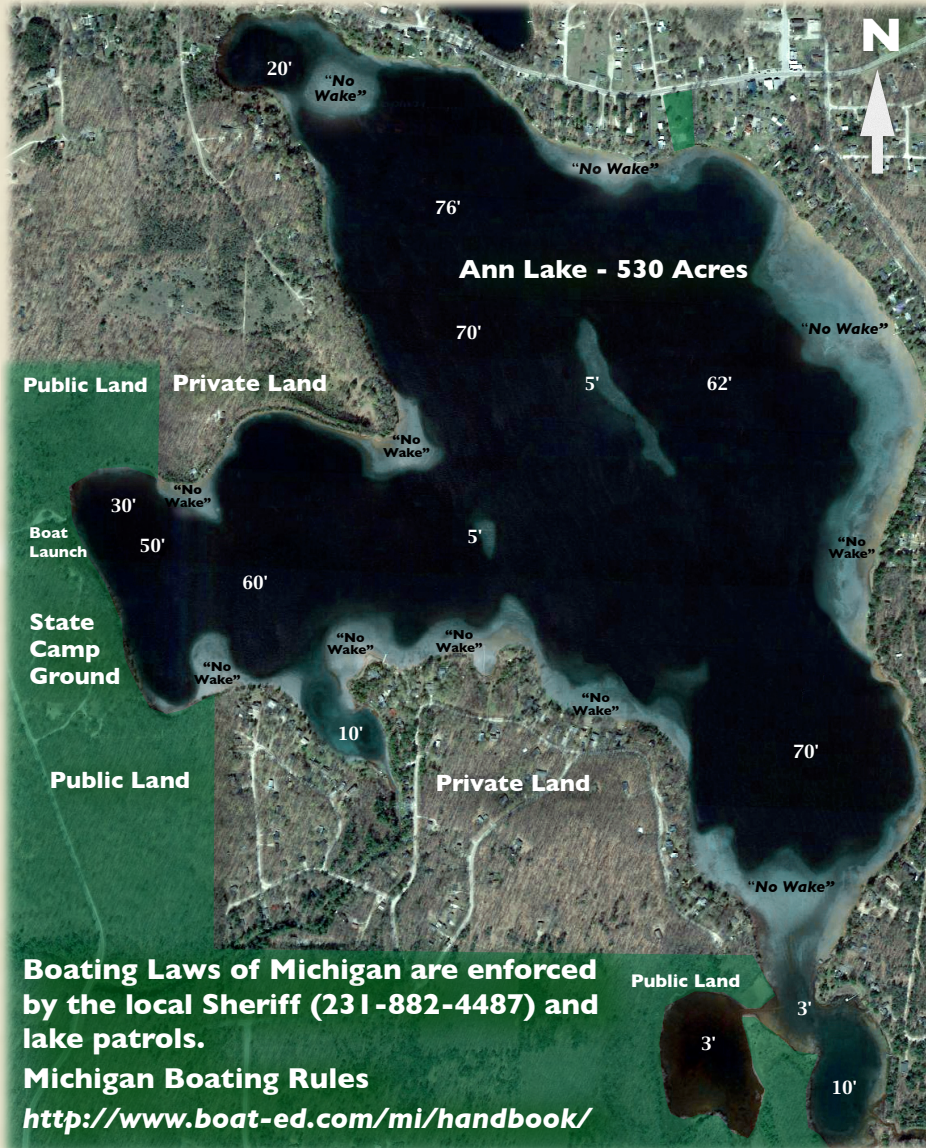 N
20'
“No
Wake”
“No Wake”
76'
Ann Lake - 530 Acres
70'
“No Wake”
5'
62'
Public Land
Private Land
“No
Wake”
“No
Wake”
30'
Boat
Launch
50'
5'
“No
Wake”
60'
State
Camp
Ground
“No
Wake”
“No
Wake”
“No
Wake”
“No
Wake”
10'
70'
Public Land
Private Land
“No Wake”
Boating Laws of Michigan are enforced
by the local Sheriff (231-882-4487) and
lake patrols.
Michigan Boating Rules
http://www.boat-ed.com/mi/handbook/
Public Land
3'
3'
10'